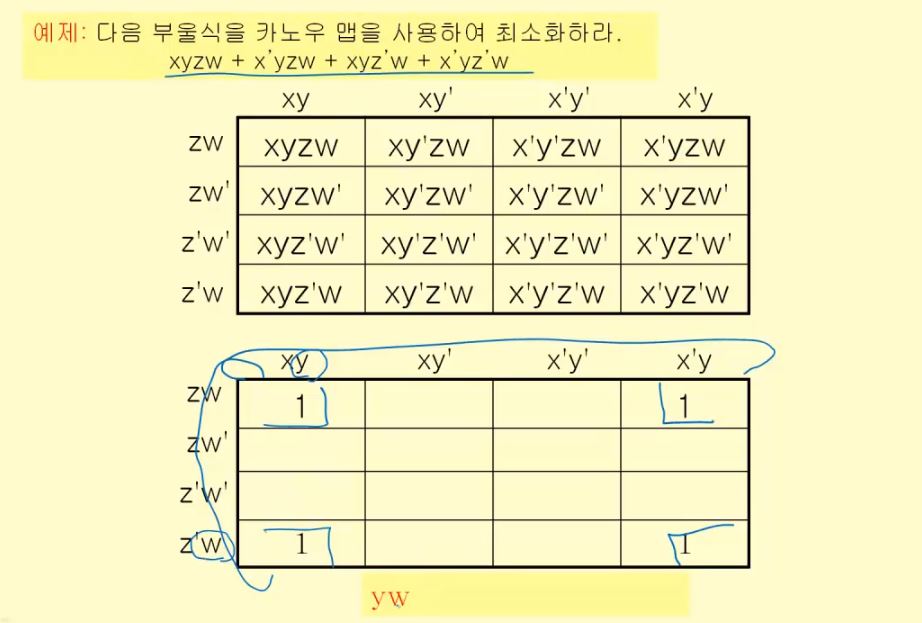 예제: 다음 부울식을 카노우 맵을 사용하여 최소화하라.
xyzw + x'yzw + xyz'w + x'yz'w
xy xy' x'y' x'y
zw xyzw xy'zw x'y'zw x'yzw
zw' xyzw' xy'zw' x'y'zw' x'yzw'
z'w' xyz'w' xy'z'w' x'y'z'w' x'yz'w'
z'w xyz'w xy'z'w x'y'z'w x'yz'w
xy xy' x'y' x'y
zw 1 1
zw'
z'w'
z'w 1 1
yw